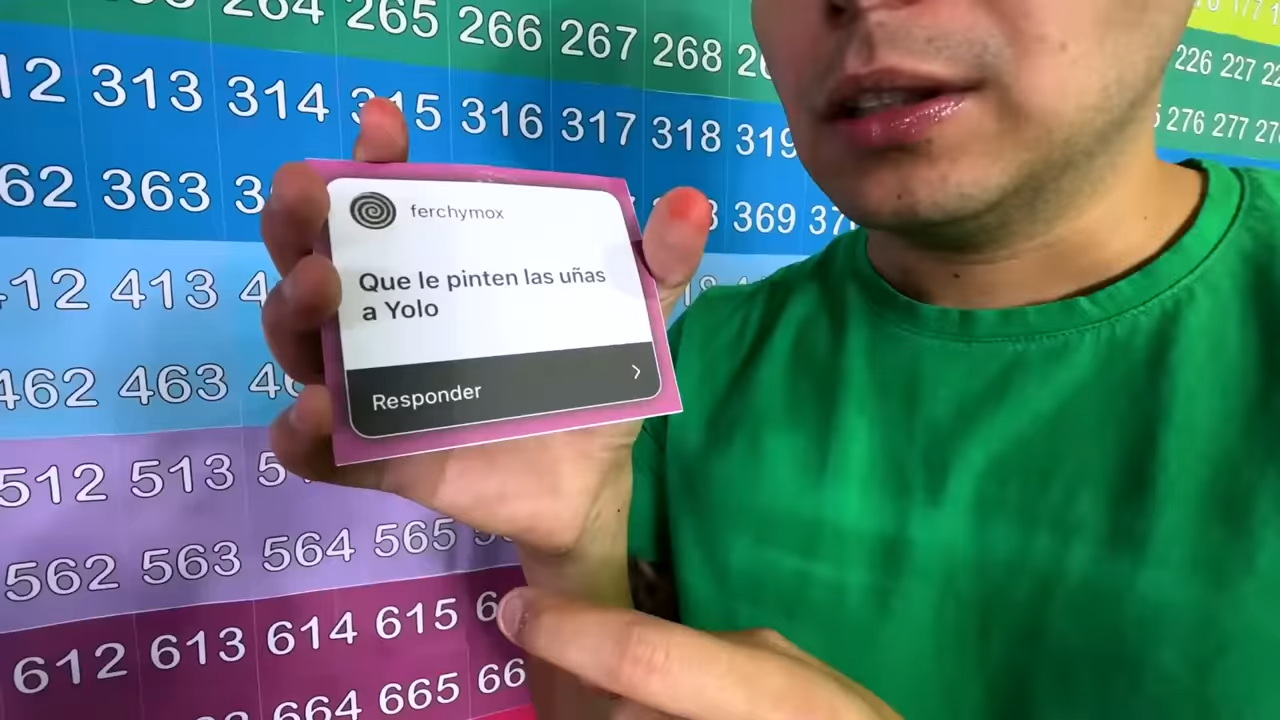 264 265 266 267 268
313 314 315 316 317 318 319
363 369
226 227
276 277
ferchymox
Que le pinten las uñas
a Yolo
Responder
412 413
462 463
512 513
562 563 564 565
612 613 614 615
664 665